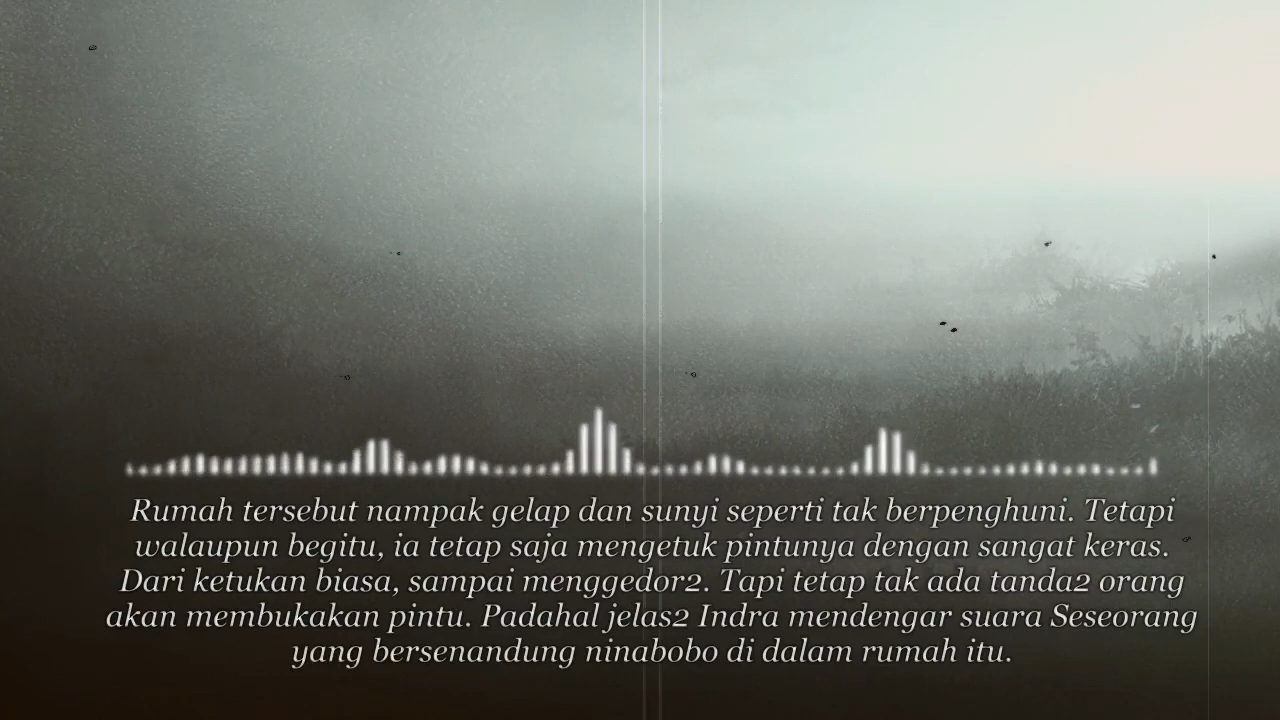 Rumah tersebut nampak gelap dan sunyi seperti tak berpenghuni. Tetapi
walaupun begitu, ia tetap saja mengetuk pintunya dengan sangat keras.
Dari ketukan biasa, sampai menggedor2. Tapi tetap tak ada tanda2 orang
akan membukakan pintu. Padahal jelas2 Indra mendengar suara Seseorang
yang bersenandung ninabobo di dalam rumah itu.